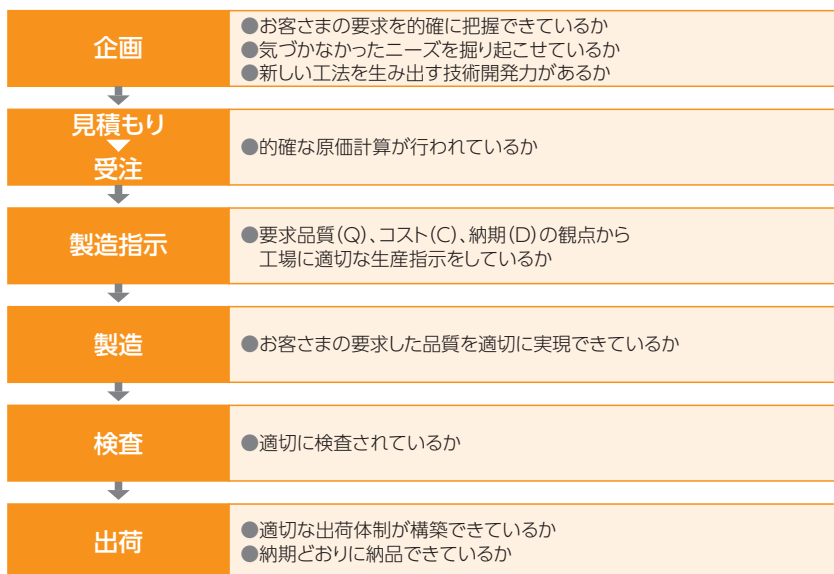 企画
●お客さまの要求を的確に把握できているか
●気づかなかったニーズを掘り起こせているか
●新しい工法を生み出す技術開発力があるか
見積もり
受注
●的確な原価計算が行われているか
製造指示
●要求品質(Q)、コスト(C)、納期(D)の観点から
工場に適切な生産指示をしているか
製造
●お客さまの要求した品質を適切に実現できているか
検査
●適切に検査されているか
出荷
●適切な出荷体制が構築できているか
●納期どおりに納品できているか